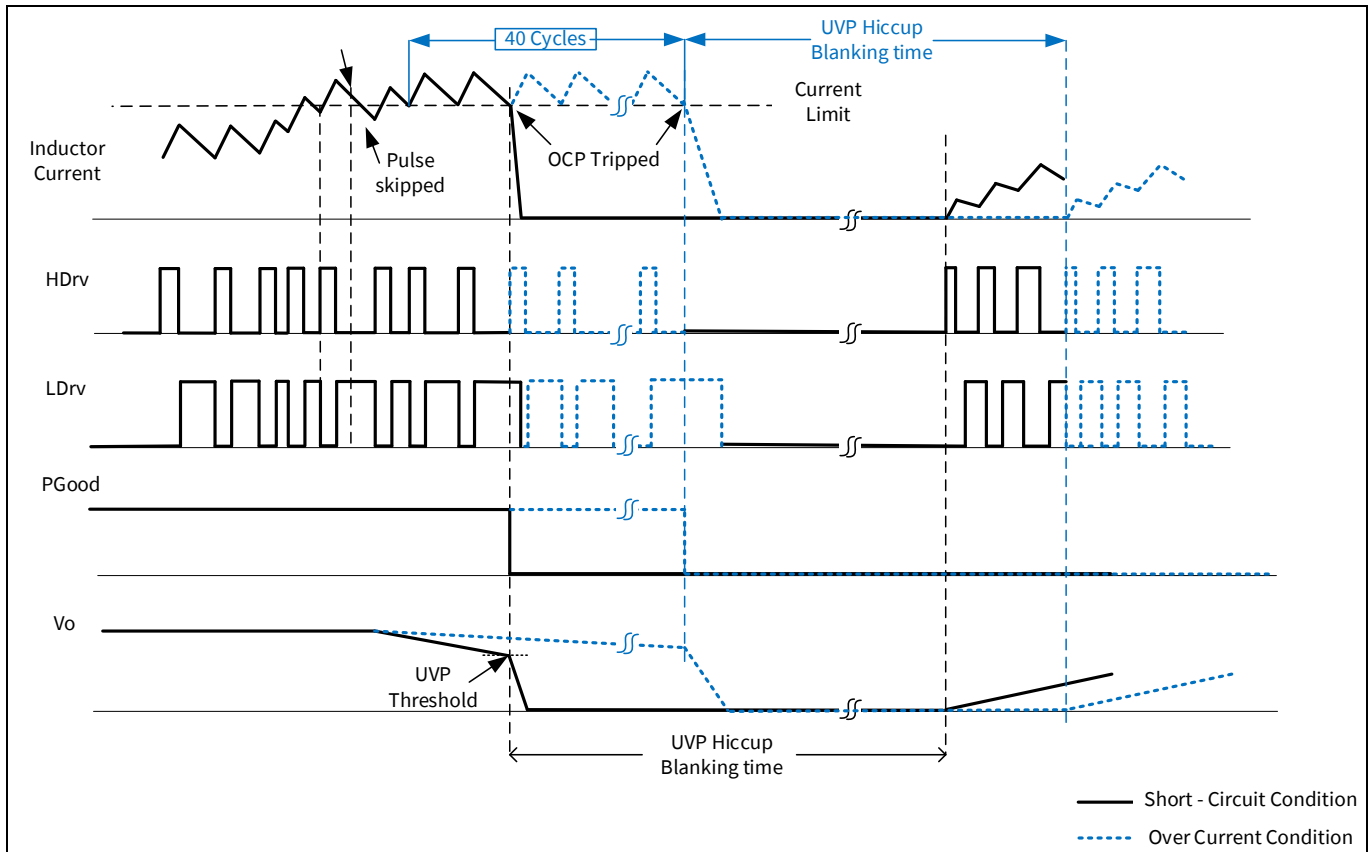 40 Cycles
UVP Hiccup
Blanking time
Current
Limit
Inductor
Current
Pulse
skipped
OCP Tripped
HDrv
LDrv
PGood
Vo
UVP
Threshold
UVP Hiccup
Blanking time
Short - Circuit Condition
Over Current Condition